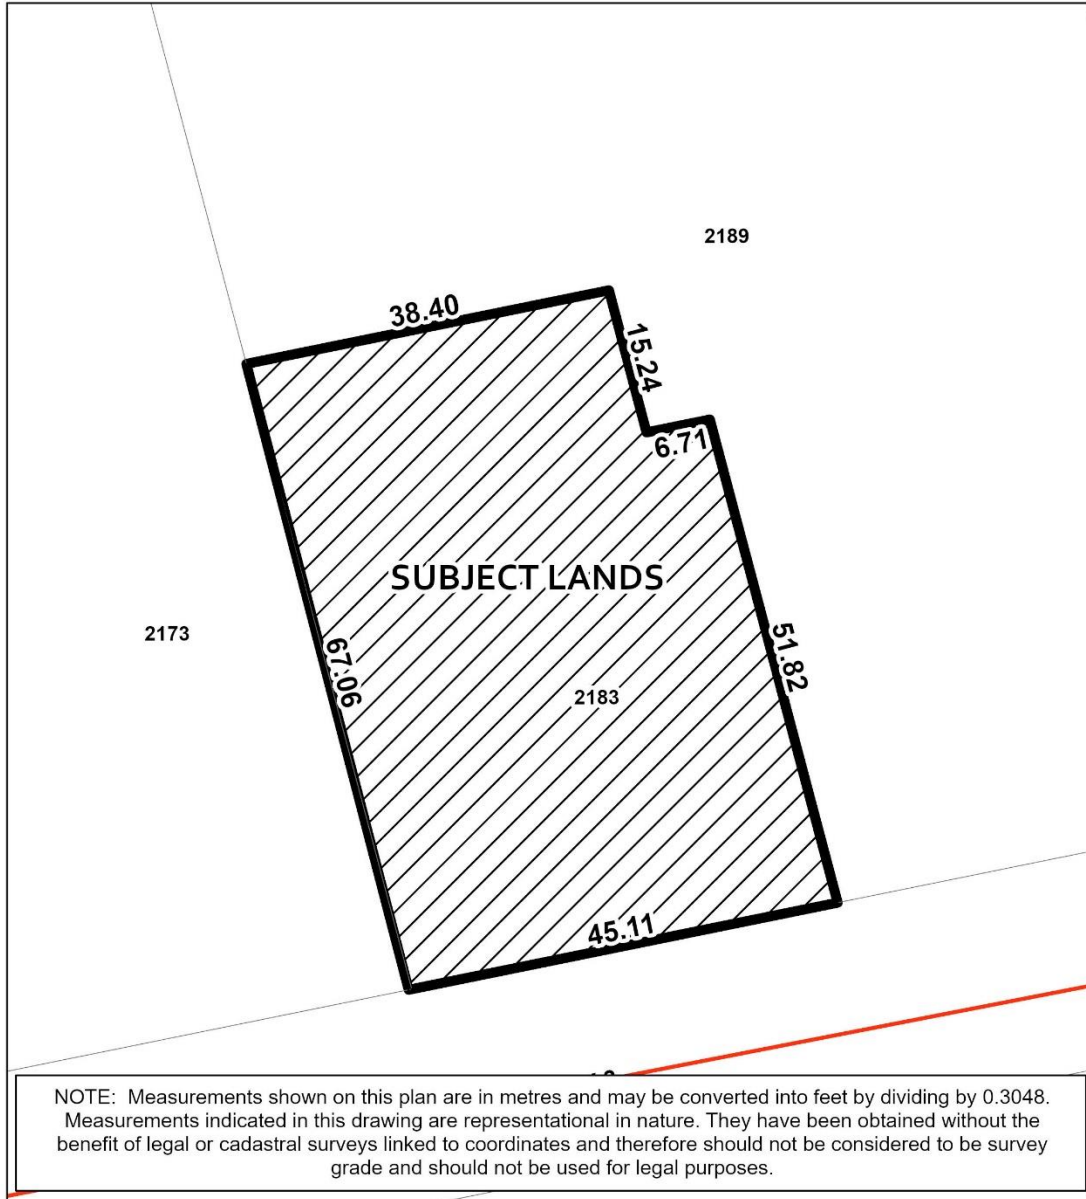 2189
38.40
15.24
6.71
SUBJECT LANDS
2173
67.06
51.82
2183
45.11
NOTE: Measurements shown on this plan are in metres and may be converted into feet by dividing by 0.3048.
Measurements indicated in this drawing are representational in nature. They have been obtained without the
benefit of legal or cadastral surveys linked to coordinates and therefore should not be considered to be survey
grade and should not be used for legal purposes.